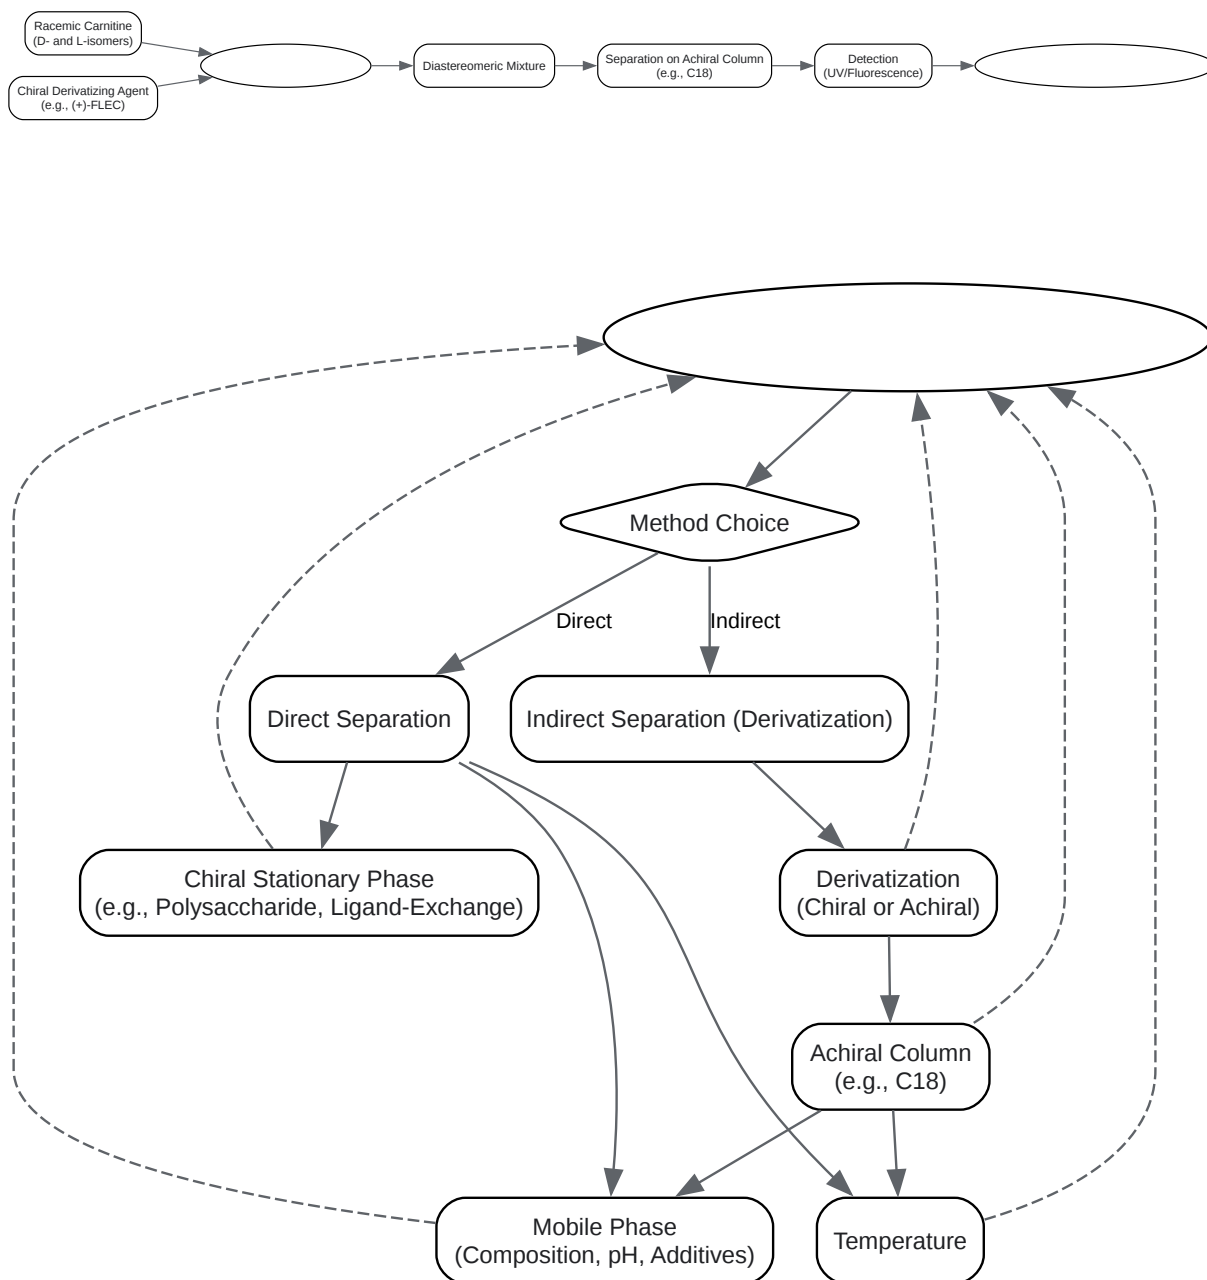 Racemic Carnitine
(D- and L-isomers)
Chiral Derivatizing Agent
(e.g., (+)-FLEC)
Diastereomeric Mixture
Separation on Achiral Column
(e.g., C18)
Detection
(UV/Fluorescence)
Method Choice
Direct
Indirect
Direct Separation
Indirect Separation (Derivatization)
Chiral Stationary Phase
(e.g., Polysaccharide, Ligand-Exchange)
Derivatization
(Chiral or Achiral)
Achiral Column
(e.g., C18)
Mobile Phase
(Composition, pH, Additives)
Temperature